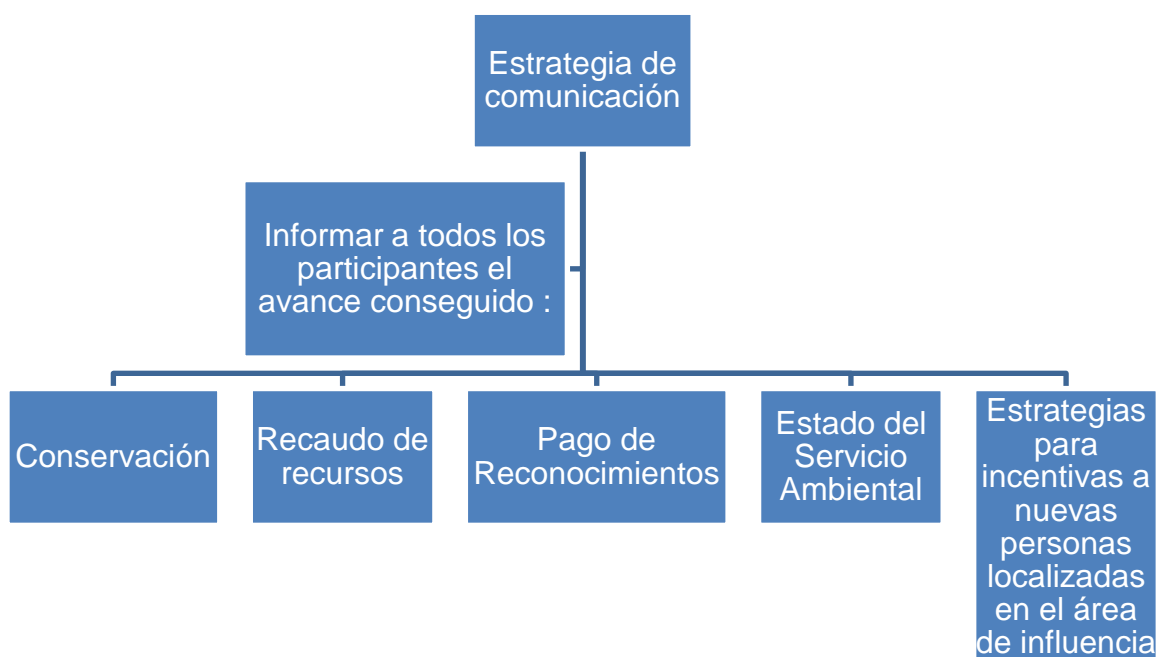 Estrategia de
comunicación
Informar a todos los
participantes el
avance conseguido :
Conservación
Recaudo de
recursos
Pago de
Reconocimientos
Estado del
Servicio
Ambiental
Estrategias
para
incentivas a
nuevas
personas
localizadas
en el área
de influencia